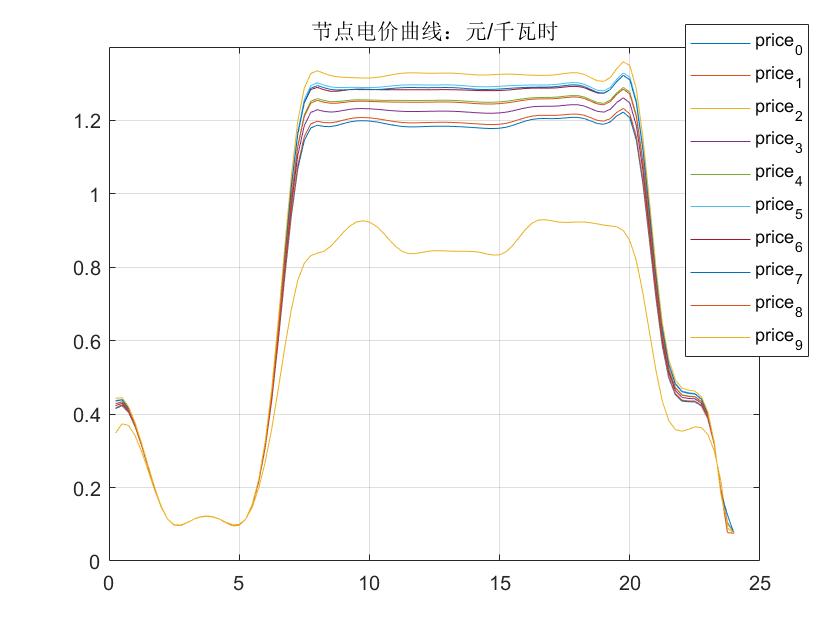 节点电价曲线：元/千瓦时
1.2
1
0.8
0.6
0.4
0.2
0
0 5 10 15 20 25
price0
price1
price2
price3
price4
price5
price6
price7
price8
price9